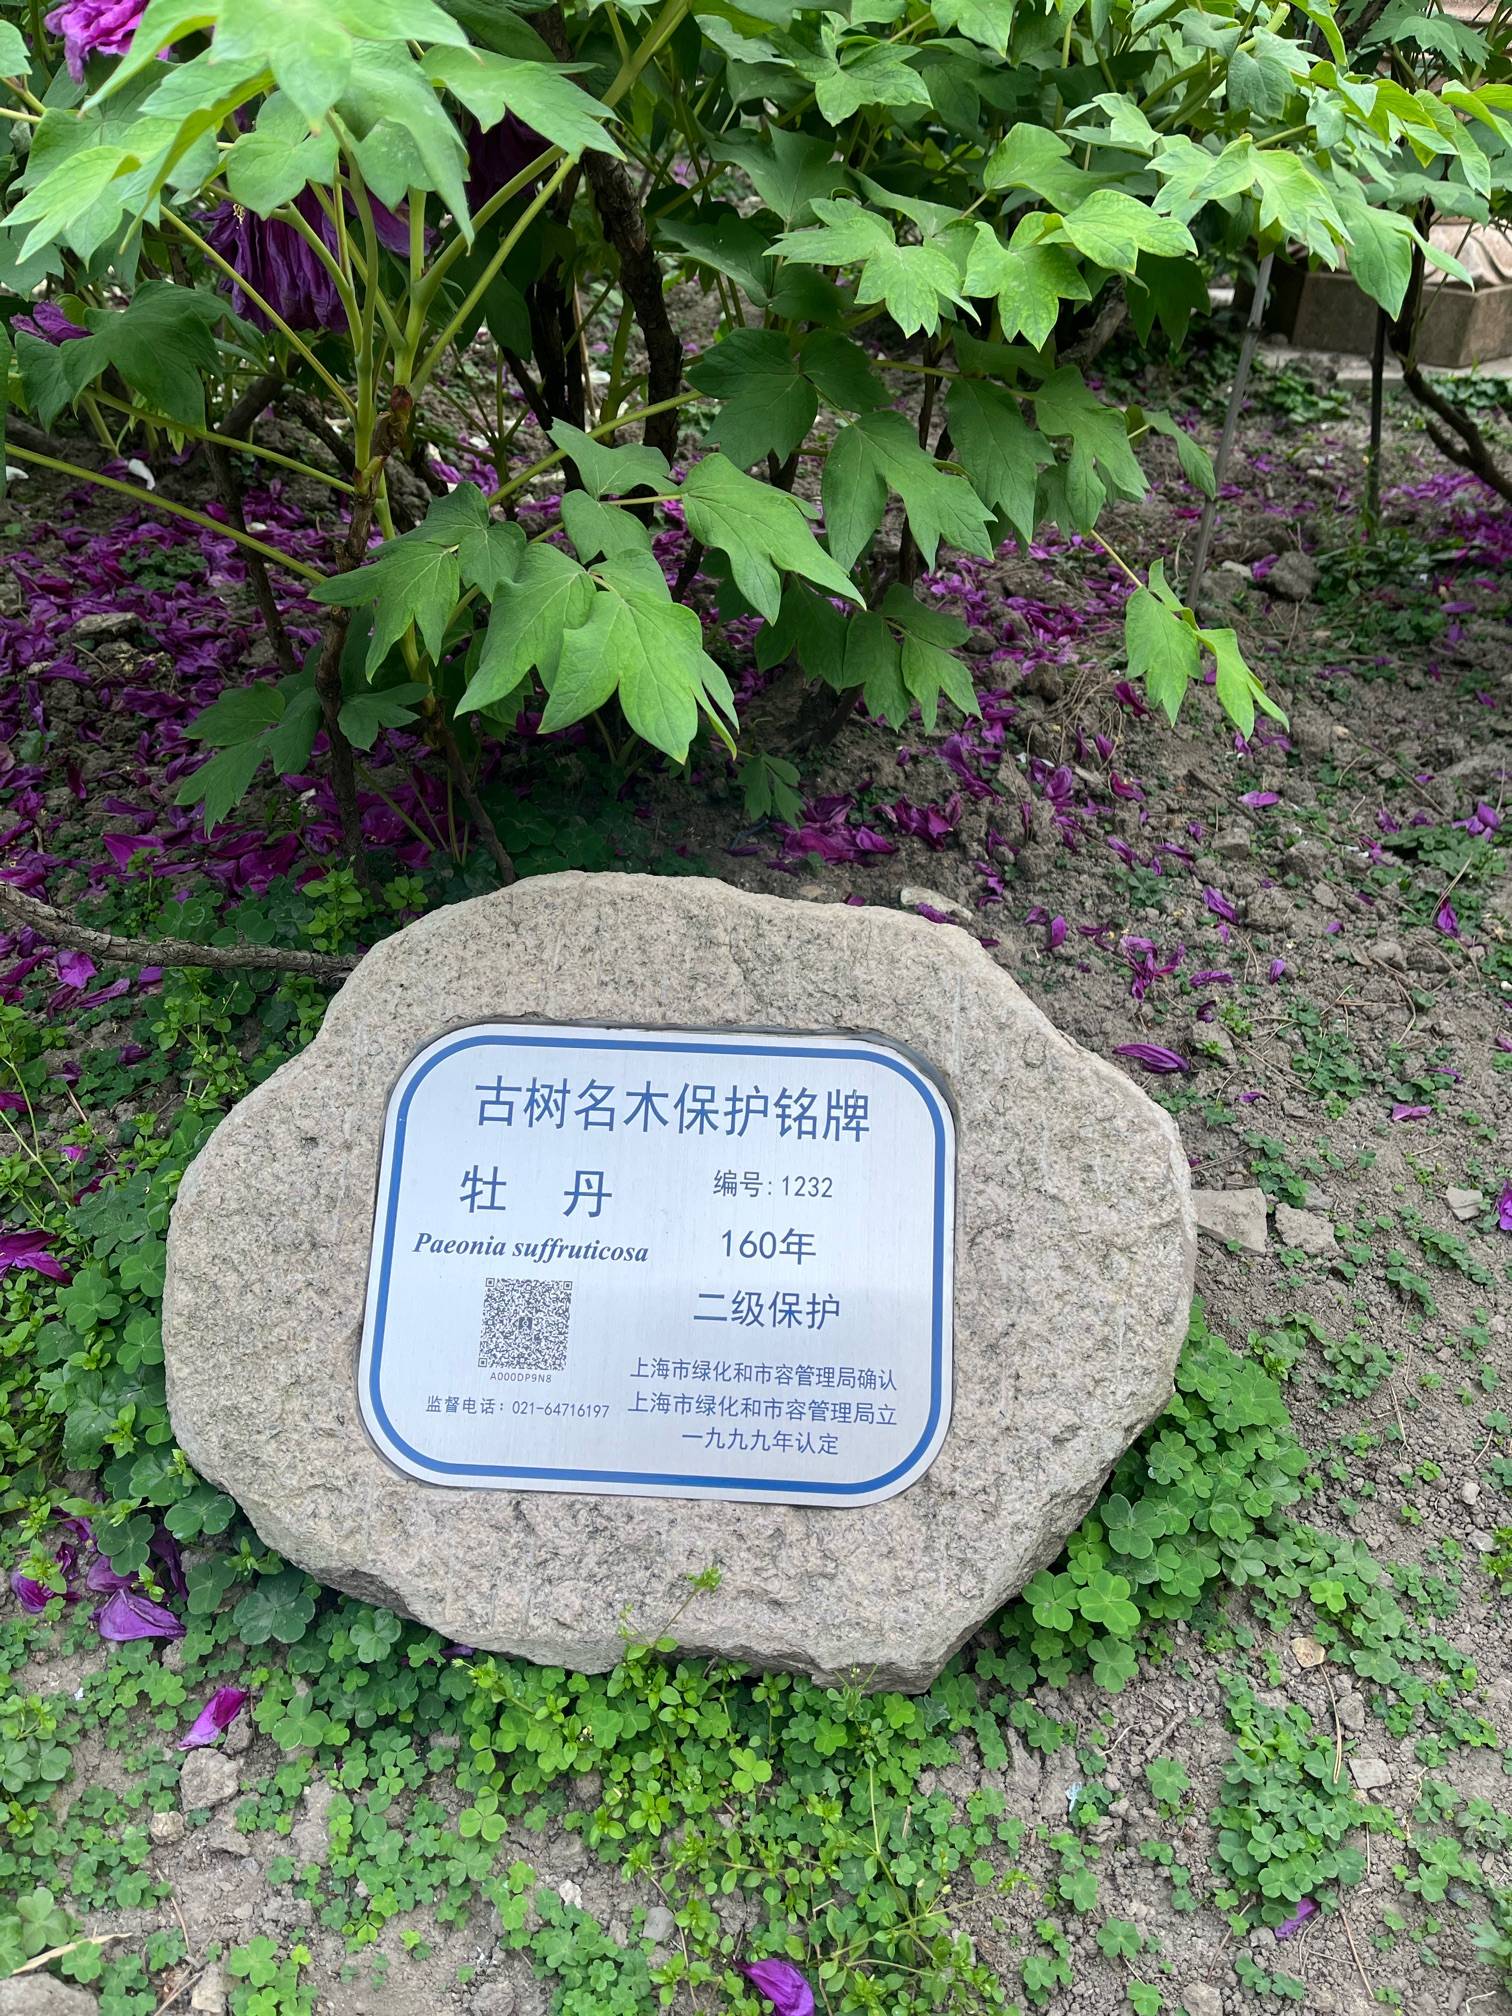 古树名木保护铭牌
牡 丹
Paeonia suffruticosa
编号:1232
160年
二级保护
A000DP9N8
监督电话：021-64716197
上海市绿化和市容管理局确认
上海市绿化和市容管理局立
一九九九年认定